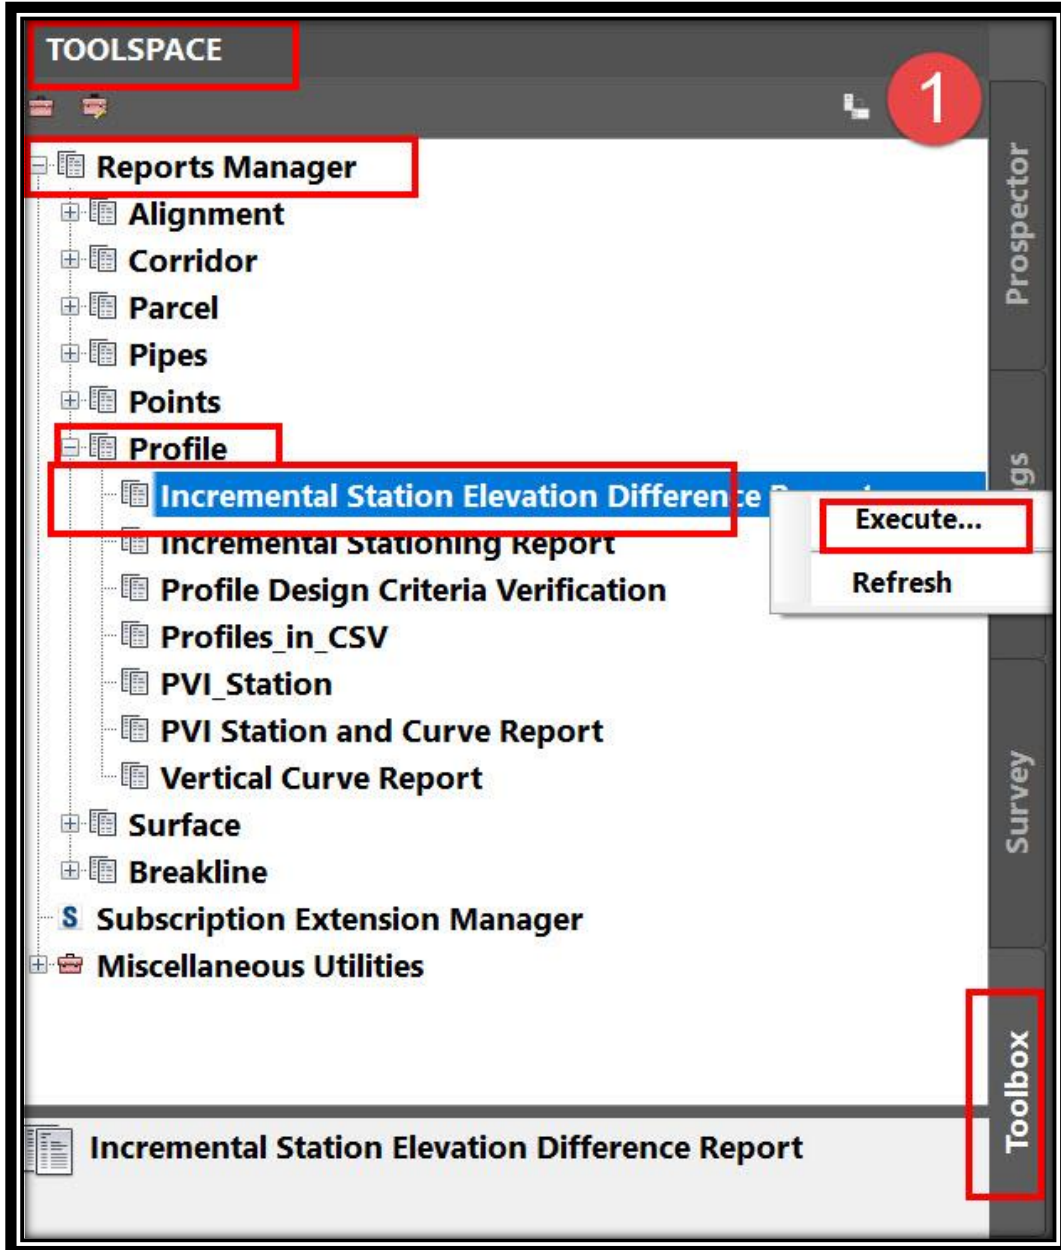 TOOLSPACE
1
Reports Manager
Alignment
Corridor
Parcel
Pipes
Points
Profile
Incremental Station Elevation Difference
Execute...
Refresh
Incremental Stationing Report
Profile Design Criteria Verification
Profiles_in_CSV
PVI_Station
PVI Station and Curve Report
Vertical Curve Report
Surface
Breakline
S Subscription Extension Manager
Miscellaneous Utilities
Incremental Station Elevation Difference Report
Prospector
Survey
Toolbox